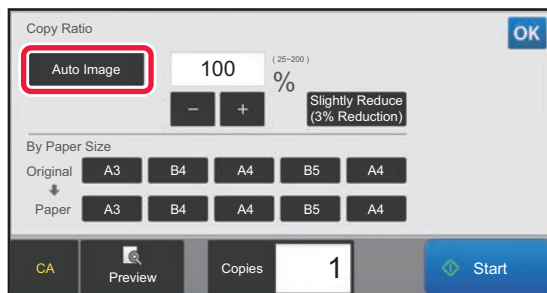 Copy Ratio
OK
Auto Image
100
(25~200)
%
− +
Slightly Reduce
(3% Reduction)
By Paper Size
Original A3 B4 A4 B5 A4
Paper A3 B4 A4 B5 A4
CA
Preview
Copies
1
Start